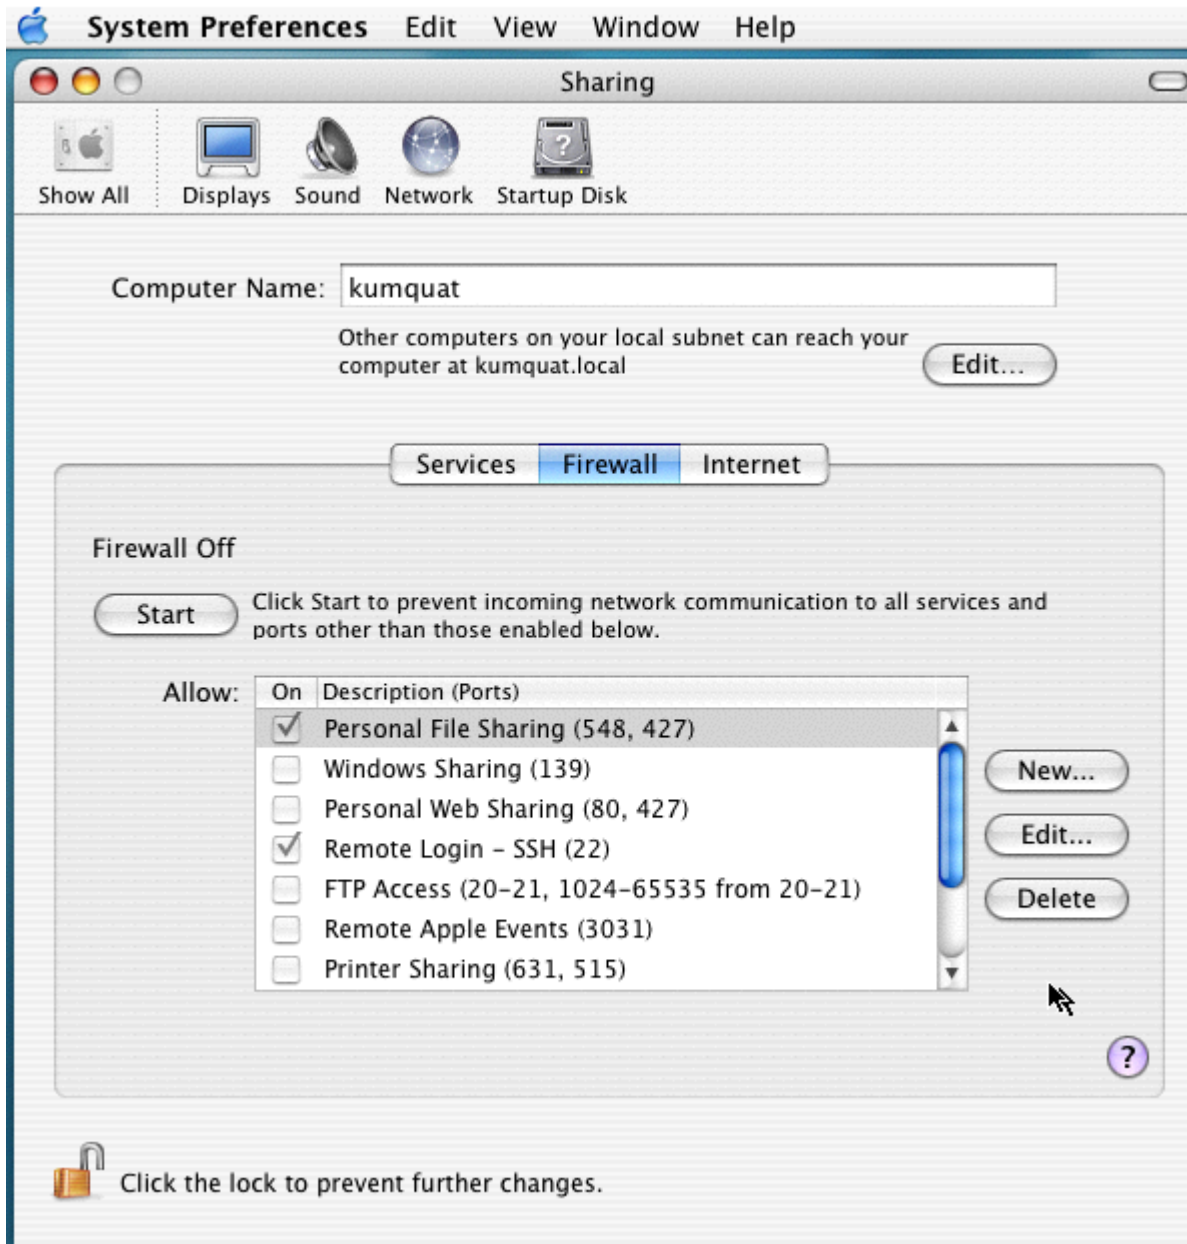 System Preferences Edit View Window Help
Sharing
Show All Displays Sound Network Startup Disk
Computer Name: kumquat
Other computers on your local subnet can reach your
computer at kumquat.local
Edit...
Services Firewall Internet
Firewall Off
Start
Click Start to prevent incoming network communication to all services and
ports other than those enabled below.
Allow: On Description (Ports)
Personal File Sharing (548, 427)
Windows Sharing (139)
New...
Personal Web Sharing (80, 427)
Remote Login – SSH (22)
Edit...
FTP Access (20–21, 1024–65535 from 20–21)
Delete
Remote Apple Events (3031)
Printer Sharing (631, 515)
?
Click the lock to prevent further changes.